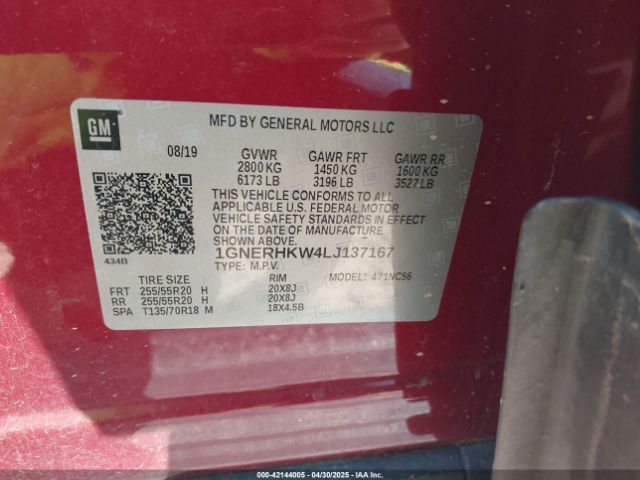 GM
MFD BY GENERAL MOTORS LLC
08/19 GVWR GAWR FRT GAWR RR
2800 KG 1450 KG 1600 KG
6173 LB 3196 LB 3527 LB
THIS VEHICLE CONFORMS TO ALL
APPLICABLE U.S. FEDERAL MOTOR
VEHICLE SAFETY STANDARDS IN EFFECT
ON THE DATE OF MANUFACTURE SHOWN ABOVE.
1GNERHKW4LJ137167
434B TYPE: M.P.V. MODEL: 471NC56
TIRE SIZE RIM
FRT 255/55R20 H 20X8J
RR 255/55R20 H 20X8J
SPA T135/70R18 M 18X4.5B
000-42144005 - 04/30/2025 - IAAI.COM